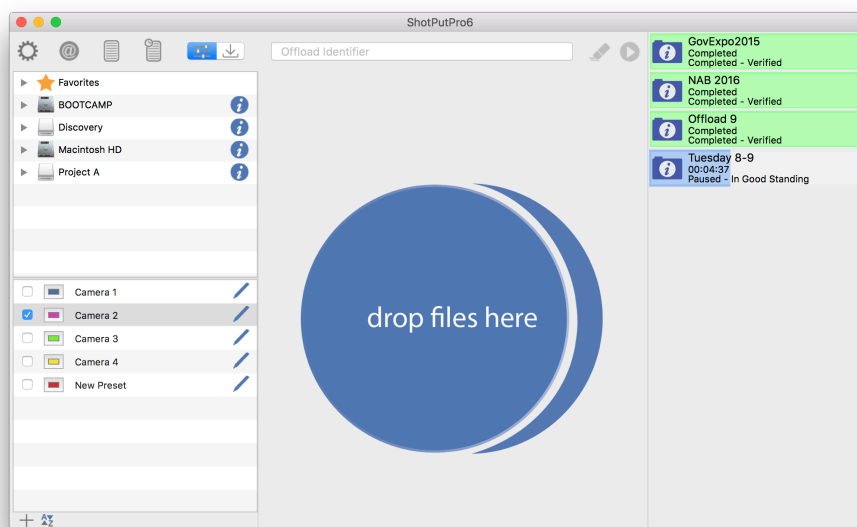 ShotPutPro6
Offload Identifier
Favorites
BOOTCAMP
Discovery
Macintosh HD
Project A
Camera 1
Camera 2
Camera 3
Camera 4
New Preset
drop files here
GovExpo2015
Completed
Completed - Verified
NAB 2016
Completed
Completed - Verified
Offload 9
Completed
Completed - Verified
Tuesday 8-9
00:04:37
Paused - In Good Standing